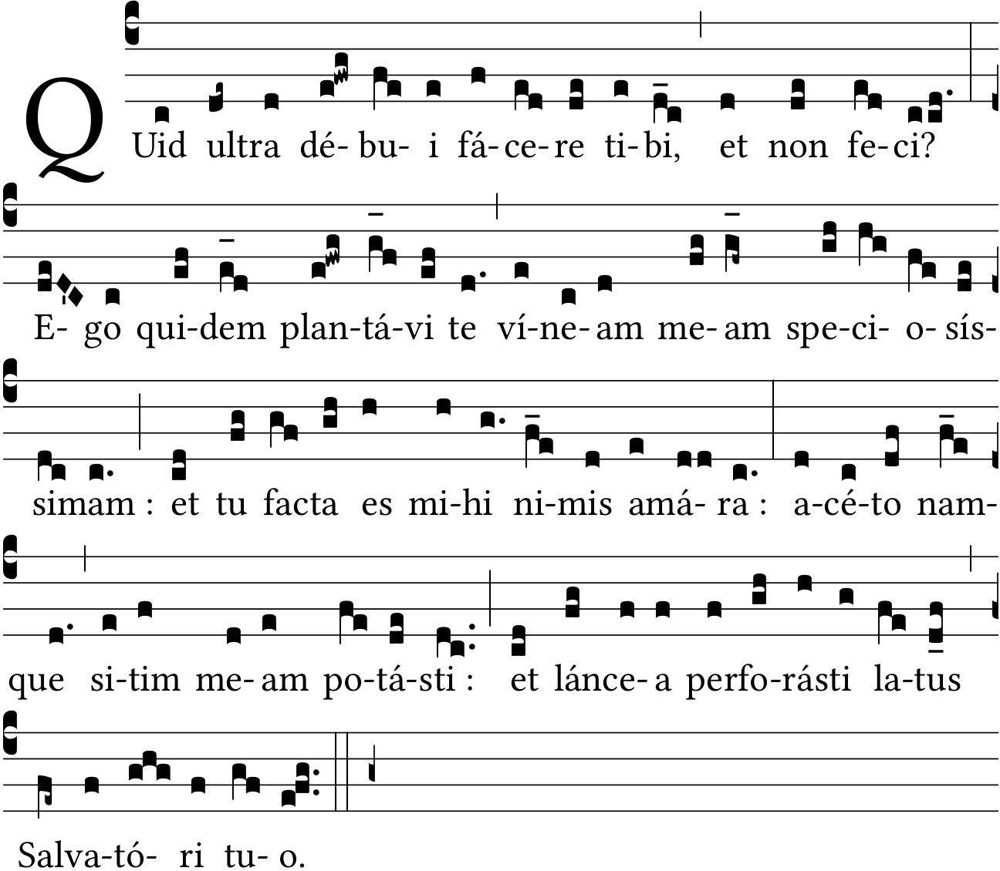 QUid ultra dé-bu-i fá-ce-re ti-bi, et non fe-ci?
E-go qui-dem plan-tá-vi te ví-ne-am me-am spe-ci-o-sís-
simam : et tu facta es mi-hi ni-mis amá-ra : a-cé-to nam-
que si-tim me-am po-tá-sti : et lánce-a perfo-rásti la-tus
Salva-tó-ri tu-o.